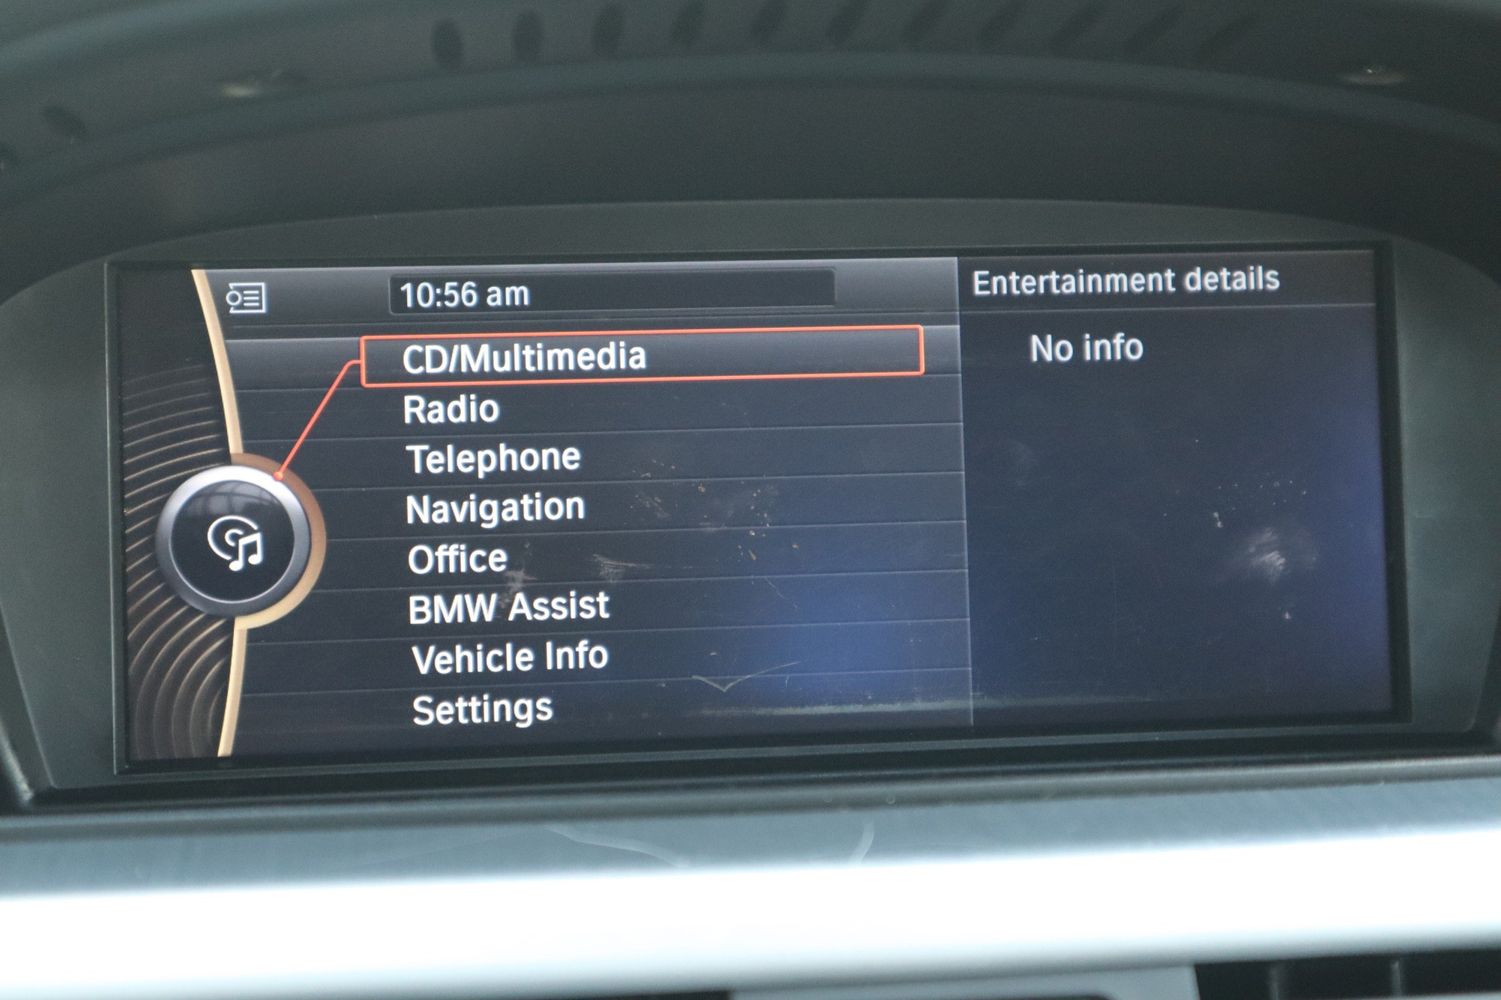 10:56 am
CD/Multimedia
Radio
Telephone
Navigation
Office
BMW Assist
Vehicle Info
Settings
Entertainment details
No info